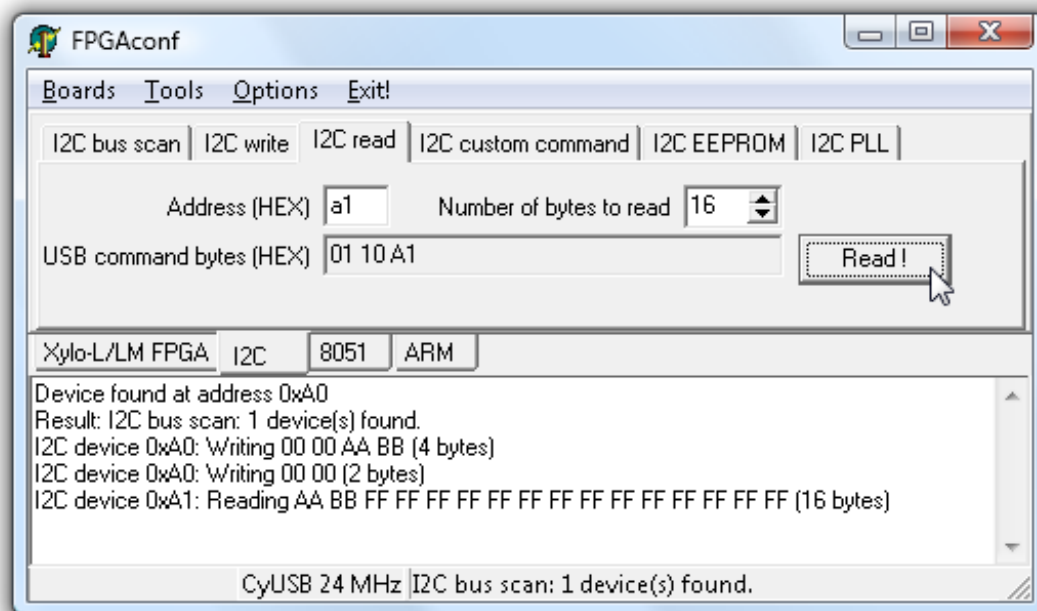 FPGAconf
Boards Tools Options Exit!
I2C bus scan I2C write I2C read I2C custom command I2C EEPROM I2C PLL
Address (HEX) a1 Number of bytes to read 16
USB command bytes (HEX) 01 10 A1 Read !
Xylo-L/LM FPGA I2C 8051 ARM
Device found at address 0xA0
Result: I2C bus scan: 1 device(s) found.
I2C device 0xA0: Writing 00 00 AA BB (4 bytes)
I2C device 0xA0: Writing 00 00 (2 bytes)
I2C device 0xA1: Reading AA BB FF FF FF FF FF FF FF FF FF FF FF FF FF FF (16 bytes)
CyUSB 24 MHz I2C bus scan: 1 device(s) found.